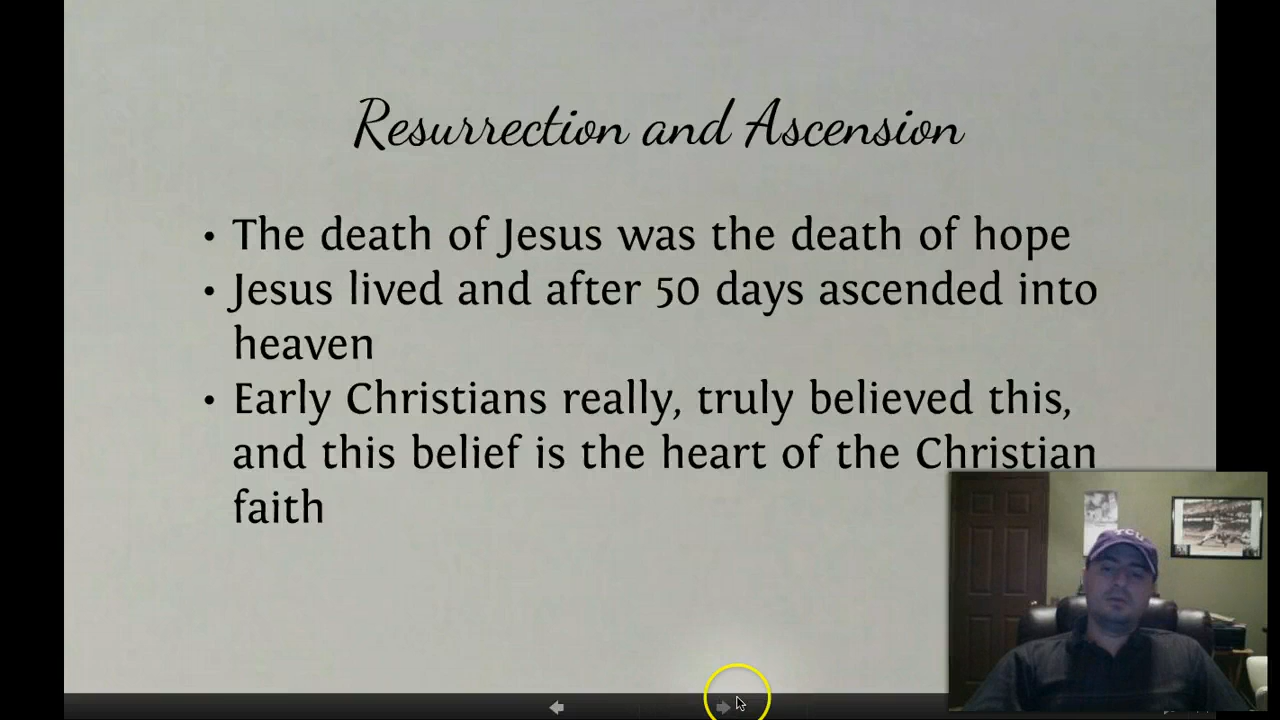 Resurrection and Ascension
• The death of Jesus was the death of hope
• Jesus lived and after 50 days ascended into
heaven
• Early Christians really, truly believed this,
and this belief is the heart of the Christian
faith
TCU